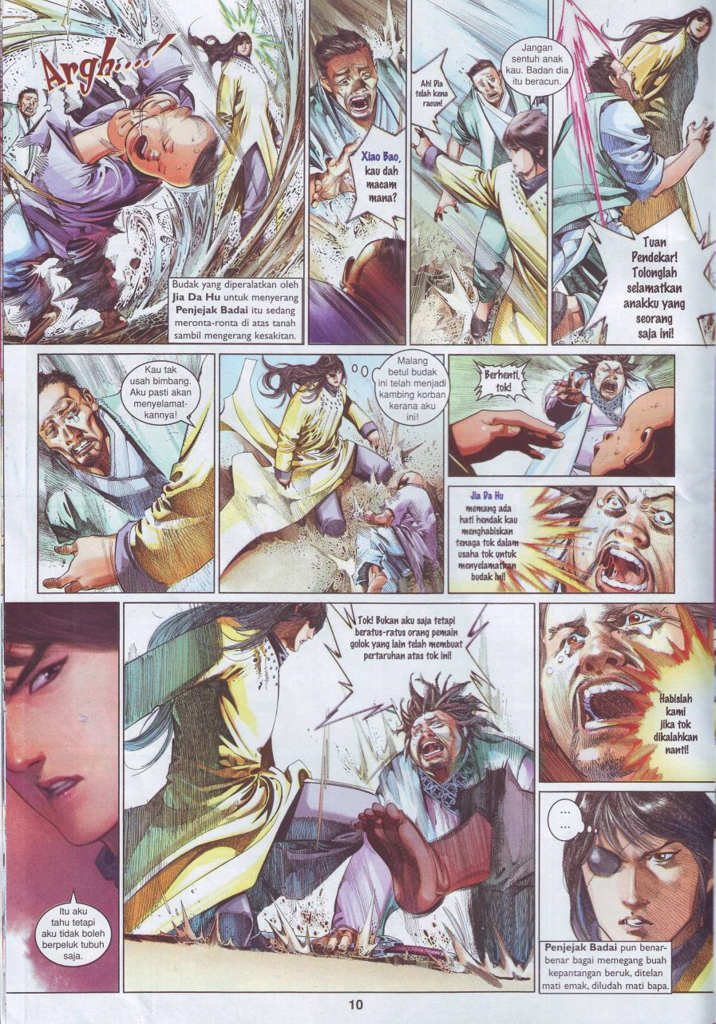 Argh....'
Budak yang diperalatkan oleh
Jia Da Hu untuk menyerang
Penjejak Badai itu sedang
meronta-ronta di atas tanah
sambil mengerang kesakitan.
Xiao Bao,
kau dah
macam
mana?
Ah! Dia
telah kena
racun!
Jangan
sentuh anak
kau. Badan dia
itu beracun.
Tuan
Pendekar!
Tolonglah
selamatkan
anakku yang
seorang
saja ini!
Kau tak
usah bimbang.
Aku pasti akan
menyelamat-
kannya!
Malang
betul budak
ini telah menjadi
kambing korban
kerana aku
ini!
Berhenti,
tok!
Jia Da Hu
memang ada
hati hendak kau
menghabiskan
tenaga tok dalam
usaha tok untuk
menyelamatkan
budak ini!
Itu aku
tahu tetapi
aku tidak boleh
berpeluk tubuh
saja.
Tok! Bukan aku saja tetapi
beratus-ratus orang pemain
golok yang lain telah membuat
pertaruhan atas tok ini!
Habislah
kami
jika tok
dikalahkan
nanti!
...
...
Penjejak Badai pun benar-
benar bagai memegang buah
kepantangan beruk, ditelan
mati emak, diludah mati bapa.
10